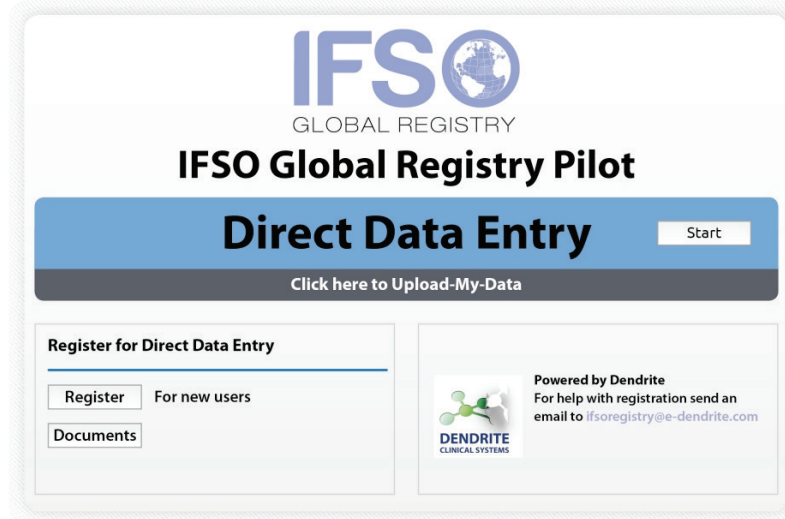 IFSO
GLOBAL REGISTRY
IFSO Global Registry Pilot
Direct Data Entry
Start
Click here to Upload-My-Data
Register for Direct Data Entry
Register For new users
Documents
DENDRITE
CLINICAL SYSTEMS
Powered by Dendrite
For help with registration send an
email to ifsoregistry@e-dendrite.com